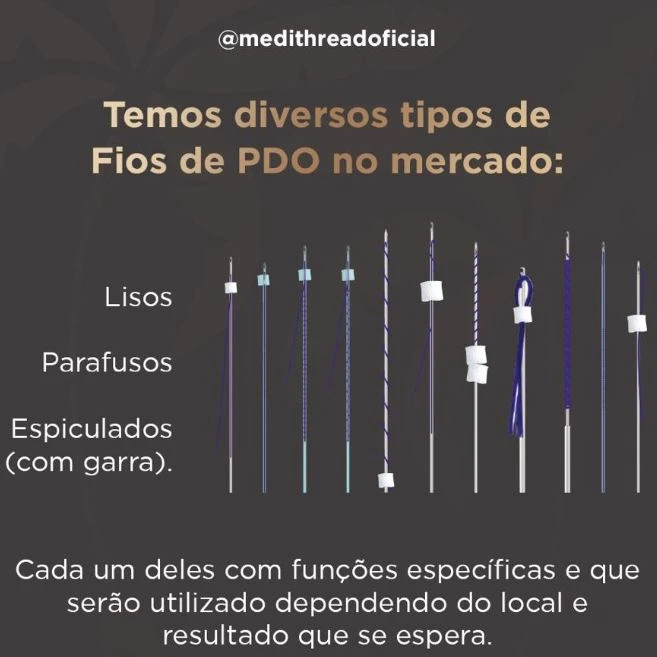 @medithreadoficial
Temos diversos tipos de
Fios de PDO no mercado:
Lisos
Parafusos
Espiculados
(com garra).
Cada um deles com funções específicas e que
serão utilizado dependendo do local e
resultado que se espera.